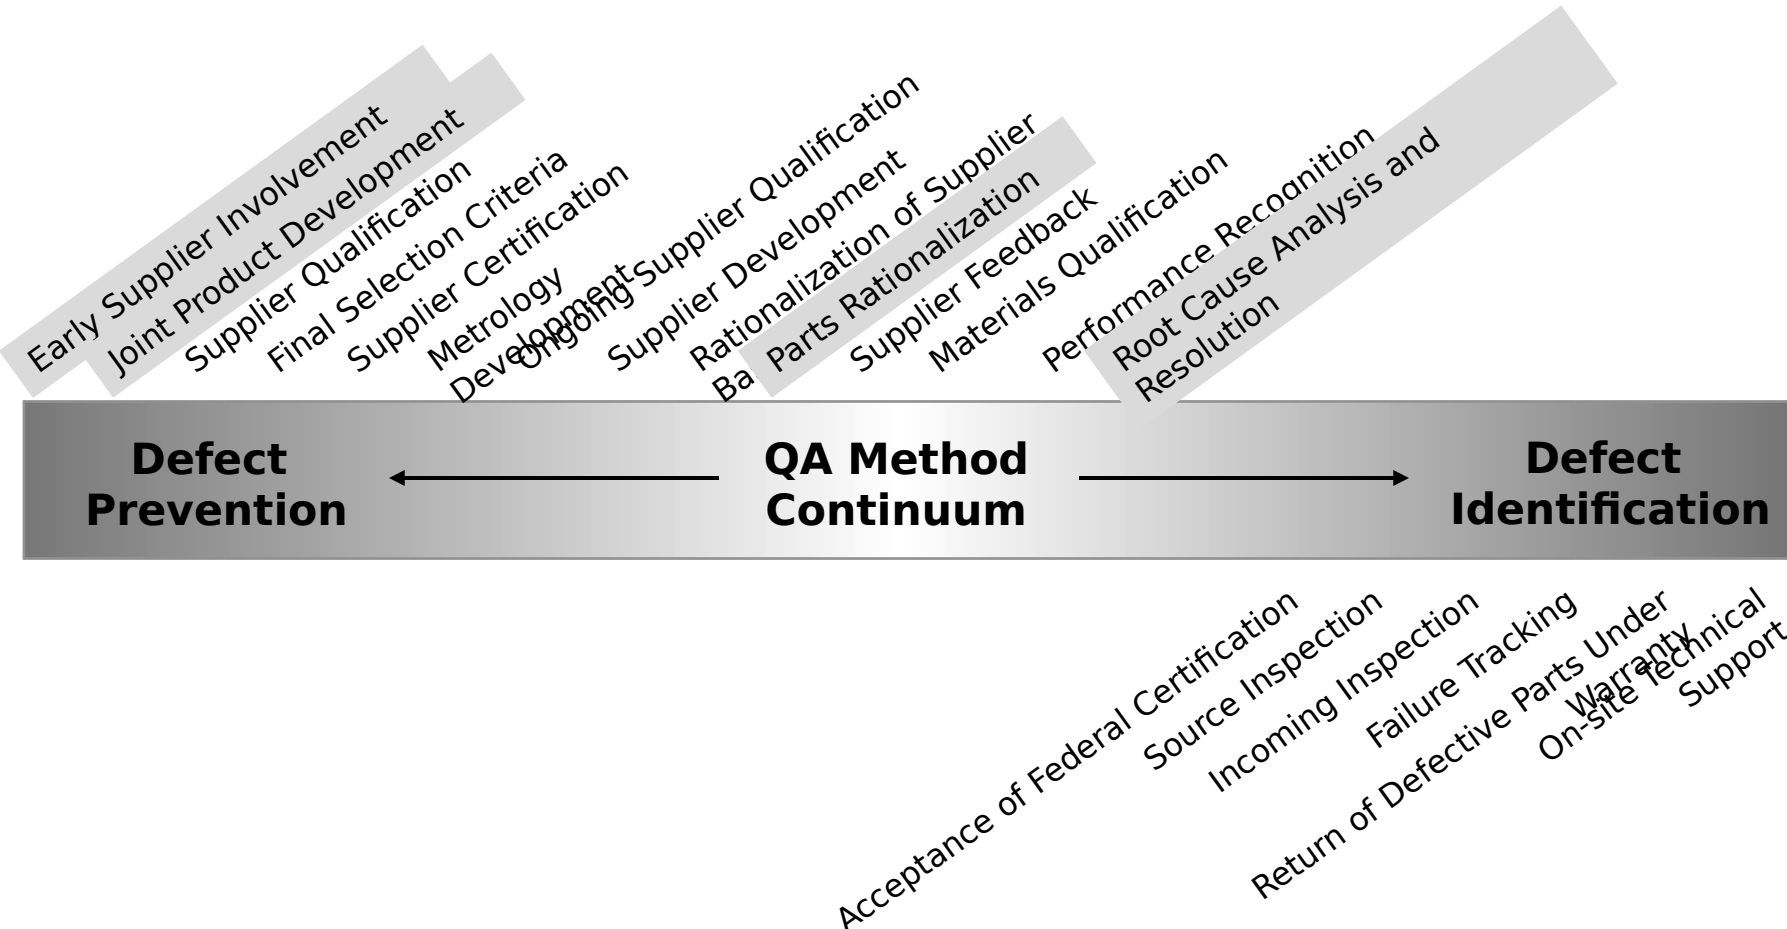 Early Supplier Involvement
Joint Product Development
Supplier Qualification
Final Selection Criteria
Supplier Certification
Metrology
Development
Ongoing Supplier Qualification
Supplier Development
Rationalization of Supplier
Parts Rationalization
Supplier Feedback
Materials Qualification
Performance Recognition
Root Cause Analysis and
Resolution
Defect
Prevention
QA Method
Continuum
Defect
Identification
Acceptance of Federal Certification
Source Inspection
Incoming Inspection
Failure Tracking
Return of Defective Parts Under
Warranty
On-site Technical
Support